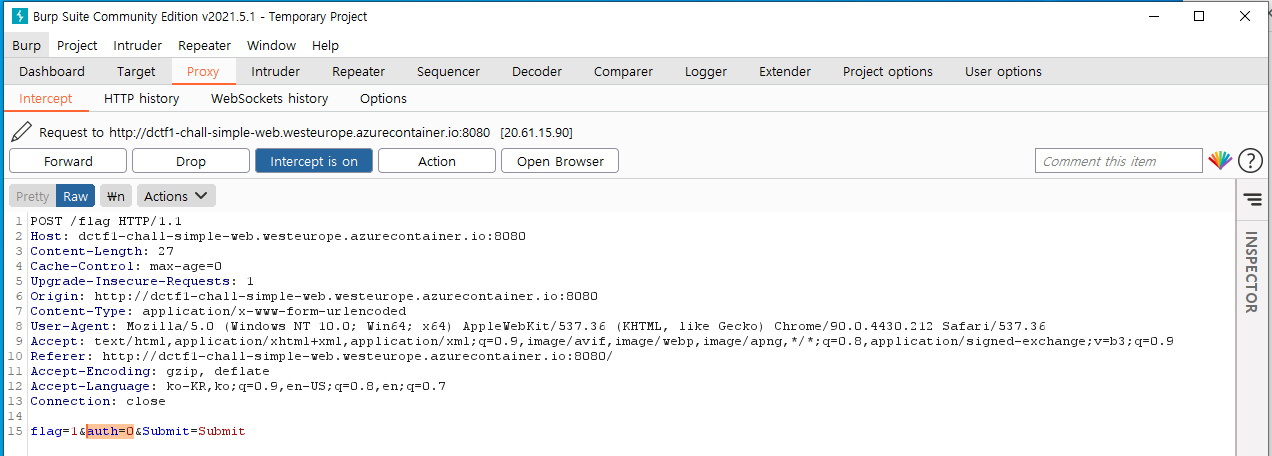 Burp Suite Community Edition v2021.5.1 - Temporary Project
Burp Project Intruder Repeater Window Help
Dashboard Target Proxy Intruder Repeater Sequencer Decoder Comparer Logger Extender Project options User options
Intercept HTTP history WebSockets history Options
Request to http://dctf1-chall-simple-web.westeurope.azurecontainer.io:8080 [20.61.15.90]
Forward Drop Intercept is on Action Open Browser Comment this item ?
Pretty Raw ₩n Actions
1 POST /flag HTTP/1.1
2 Host: dctf1-chall-simple-web.westeurope.azurecontainer.io:8080
3 Content-Length: 27
4 Cache-Control: max-age=0
5 Upgrade-Insecure-Requests: 1
6 Origin: http://dctf1-chall-simple-web.westeurope.azurecontainer.io:8080
7 Content-Type: application/x-www-form-urlencoded
8 User-Agent: Mozilla/5.0 (Windows NT 10.0; Win64; x64) AppleWebKit/537.36 (KHTML, like Gecko) Chrome/90.0.4430.212 Safari/537.36
9 Accept: text/html,application/xhtml+xml,application/xml;q=0.9,image/avif,image/webp,image/apng,*/*;q=0.8,application/signed-exchange;v=b3;q=0.9
10 Referer: http://dctf1-chall-simple-web.westeurope.azurecontainer.io:8080/
11 Accept-Encoding: gzip, deflate
12 Accept-Language: ko-KR,ko;q=0.9,en-US;q=0.8,en;q=0.7
13 Connection: close
14
15 flag=1&auth=0&Submit=Submit
INSPECTOR